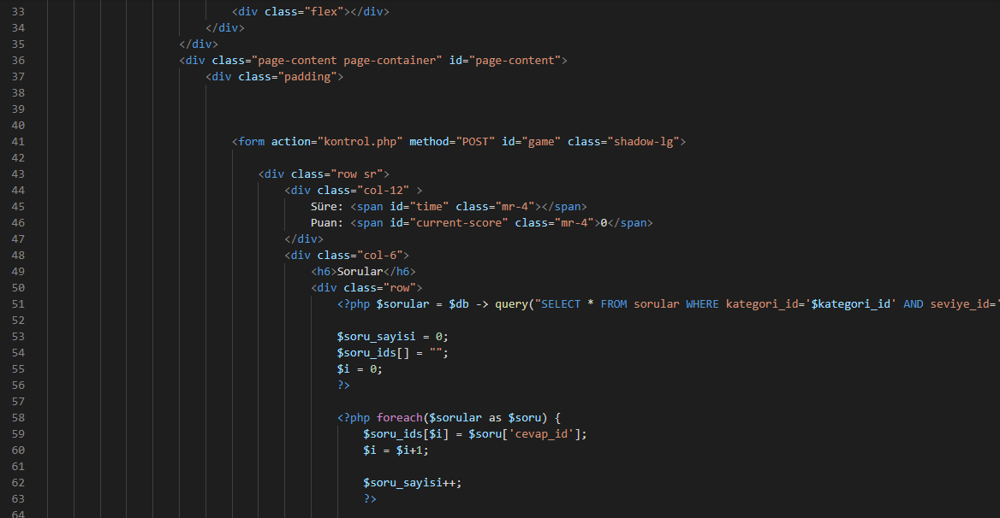 33 <div class="flex"></div>
34 </div>
35 </div>
36 <div class="page-content page-container" id="page-content">
37 <div class="padding">
38
39
40
41 <form action="kontrol.php" method="POST" id="game" class="shadow-lg">
42
43 <div class="row sr">
44 <div class="col-12" >
45 Süre: <span id="time" class="mr-4"></span>
46 Puan: <span id="current-score" class="mr-4">0</span>
47 </div>
48 <div class="col-6">
49 <h6>Sorular</h6>
50 <div class="row">
51 <?php $sorular = $db -> query("SELECT * FROM sorular WHERE kategori_id='$kategori_id' AND seviye_id='
52
53 $soru_sayisi = 0;
54 $soru_ids[] = "";
55 $i = 0;
56 ?>
57
58 <?php foreach($sorular as $soru) {
59 $soru_ids[$i] = $soru['cevap_id'];
60 $i = $i+1;
61
62 $soru_sayisi++;
63 ?>
64